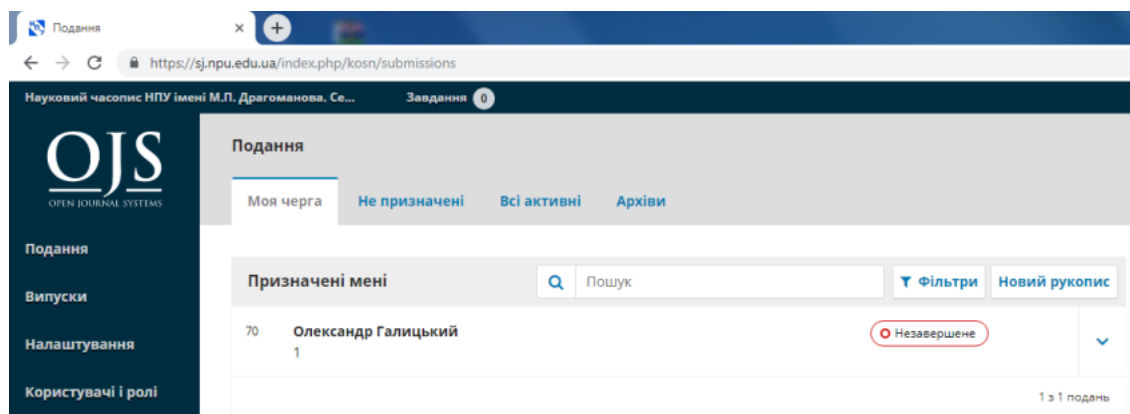 Подання
https://sj.npu.edu.ua/index.php/kosn/submissions
Науковий часопис НПУ імені М.П. Драгоманова. Се... Завдання 0
OJS
OPEN JOURNAL SYSTEMS
Подання
Випуски
Налаштування
Користувачі і ролі
Подання
Моя черга Не призначені Всі активні Архіви
Призначені мені Пошук Фільтри Новий рукопис
70 Олександр Галицький Незавершене
1
1 з 1 подань